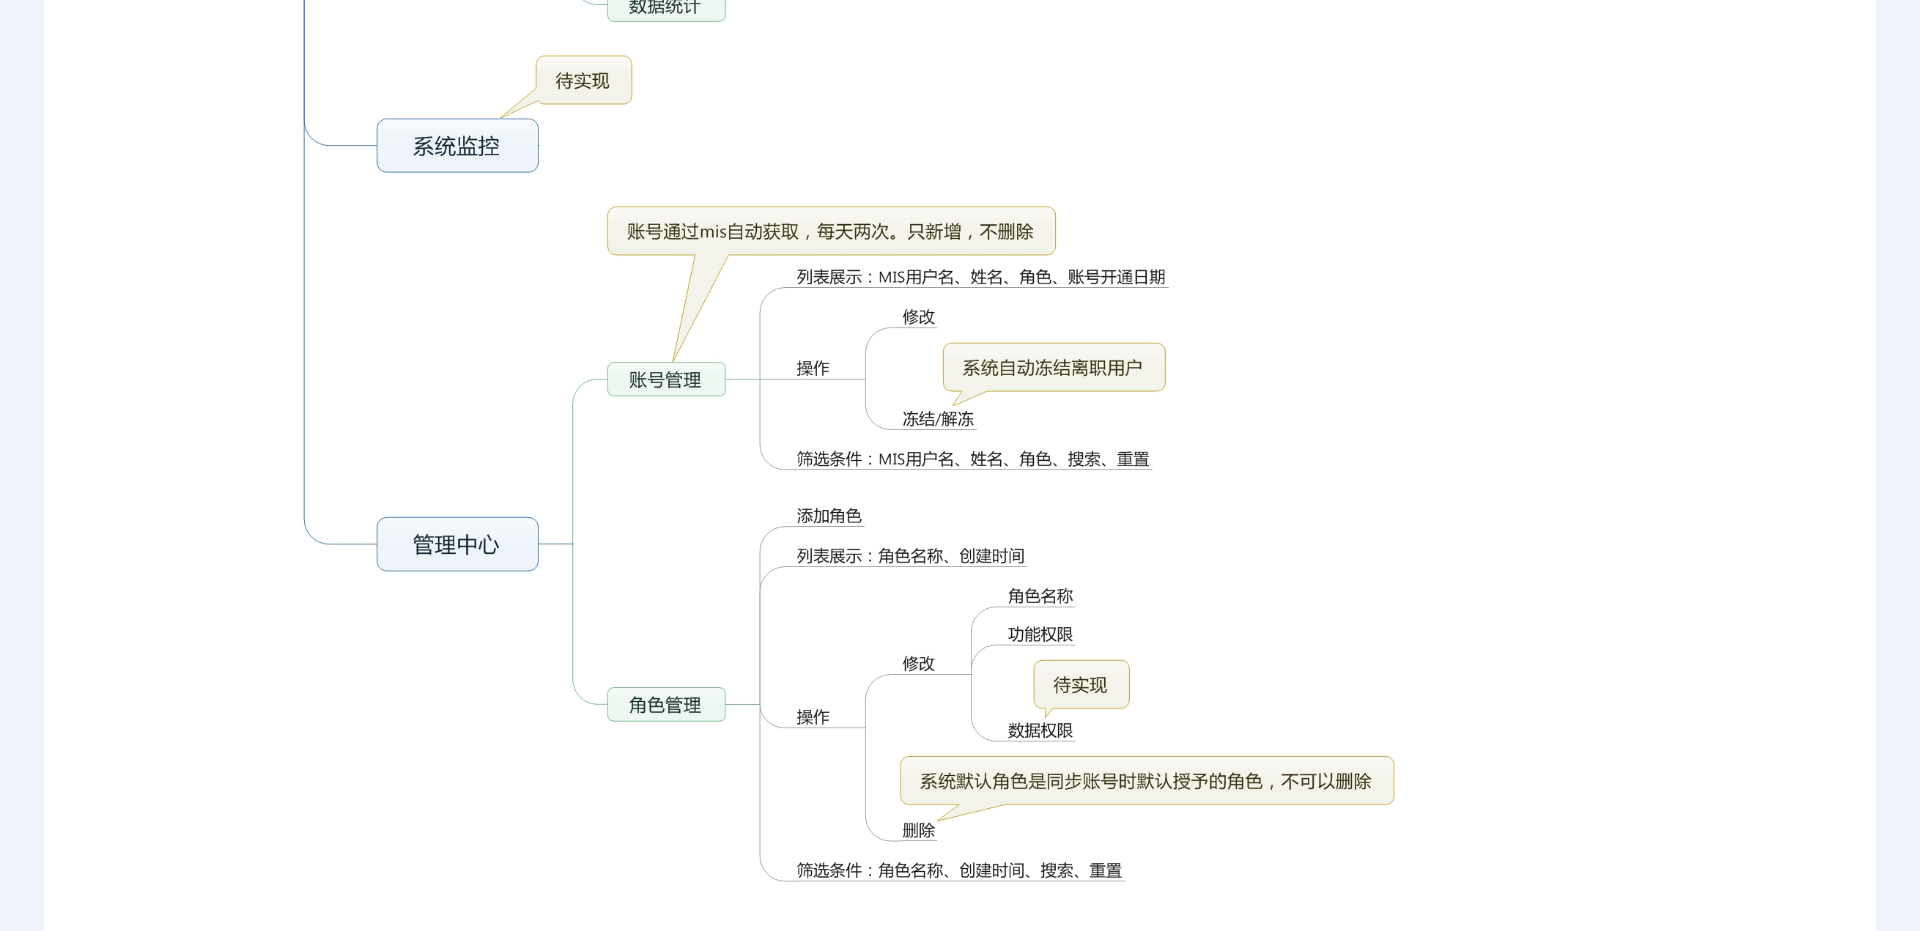 数据统计
待实现
系统监控
账号通过mis自动获取，每天两次。只新增，不删除
列表展示：MIS用户名、姓名、角色、账号开通日期
修改
操作
系统自动冻结离职用户
账号管理
冻结/解冻
筛选条件：MIS用户名、姓名、角色、搜索、重置
管理中心
添加角色
列表展示：角色名称、创建时间
角色名称
功能权限
修改
待实现
角色管理
操作
数据权限
系统默认角色是同步账号时默认授予的角色，不可以删除
删除
筛选条件：角色名称、创建时间、搜索、重置